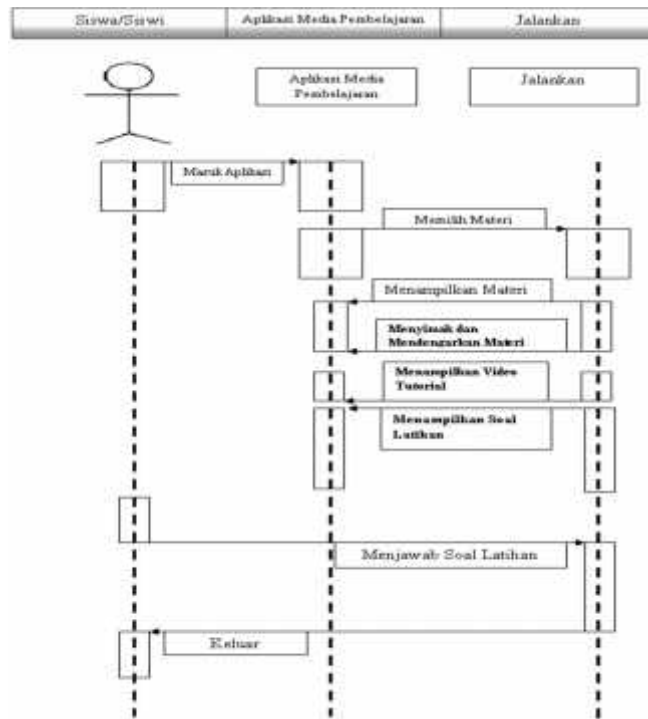 Siswa/Siswi
Aplikasi Media Pembelajaran
Jalankan
Aplikasi Media
Pembelajaran
Jalankan
Masuk Aplikasi
Memilih Materi
Menampilkan Materi
Menyimak dan
Mendengarkan Materi
Menampilkan Video
Tutorial
Menampilkan Soal
Latihan
Menjawab Soal Latihan
Keluar